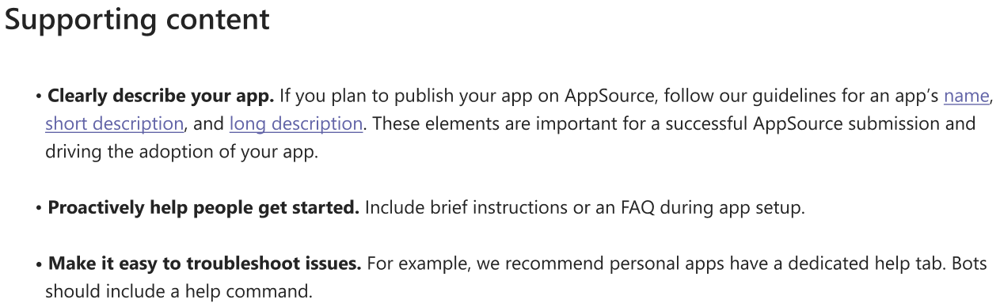 Supporting content
• Clearly describe your app. If you plan to publish your app on AppSource, follow our guidelines for an app’s name,
short description, and long description. These elements are important for a successful AppSource submission and
driving the adoption of your app.
• Proactively help people get started. Include brief instructions or an FAQ during app setup.
• Make it easy to troubleshoot issues. For example, we recommend personal apps have a dedicated help tab. Bots
should include a help command.